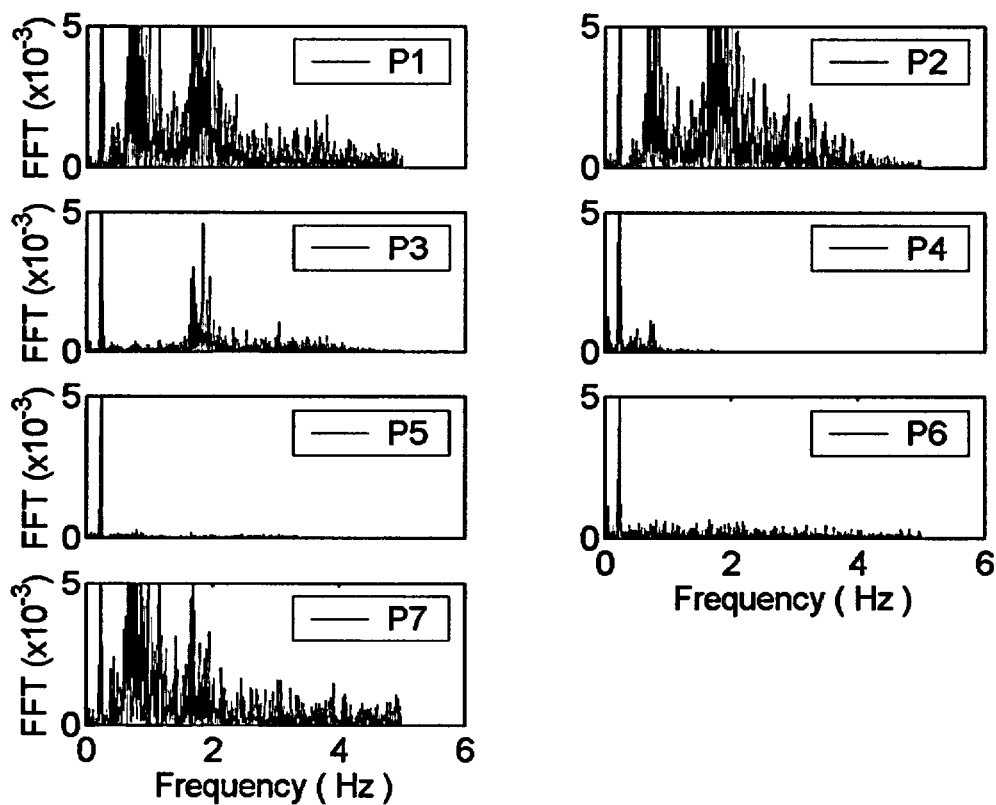 FFT (x10-3) 5 0 P1
5 0 P2
FFT (x10-3) 5 0 P3
5 0 P4
FFT (x10-3) 5 0 P5
5 0 P6
0 2 4 6
Frequency ( Hz )
FFT (x10-3) 5 0 P7
0 2 4 6
Frequency ( Hz )